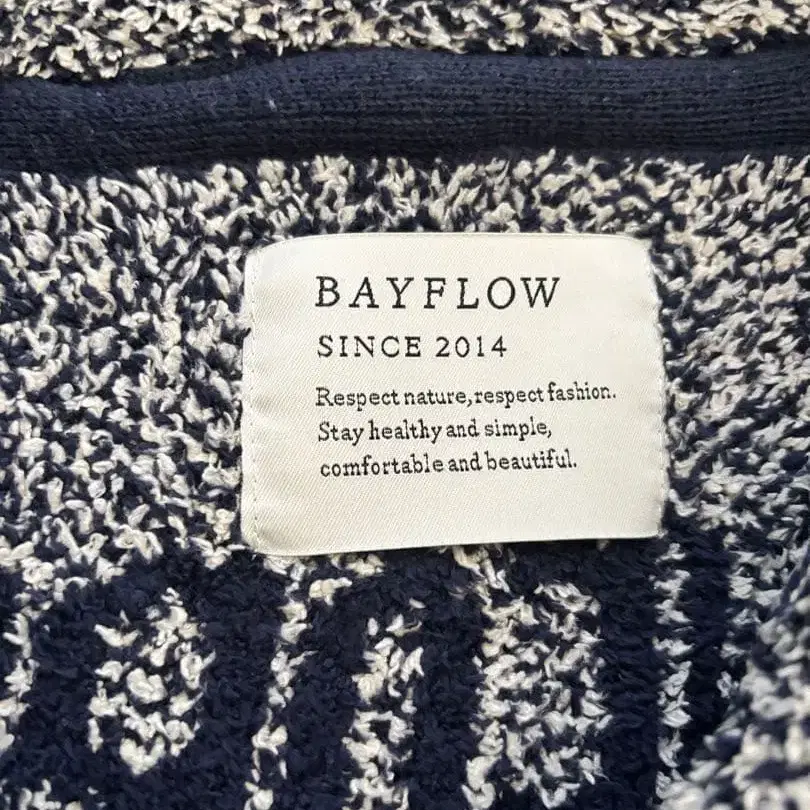 BAYFLOW
SINCE 2014
Respect nature, respect fashion.
Stay healthy and simple,
comfortable and beautiful.